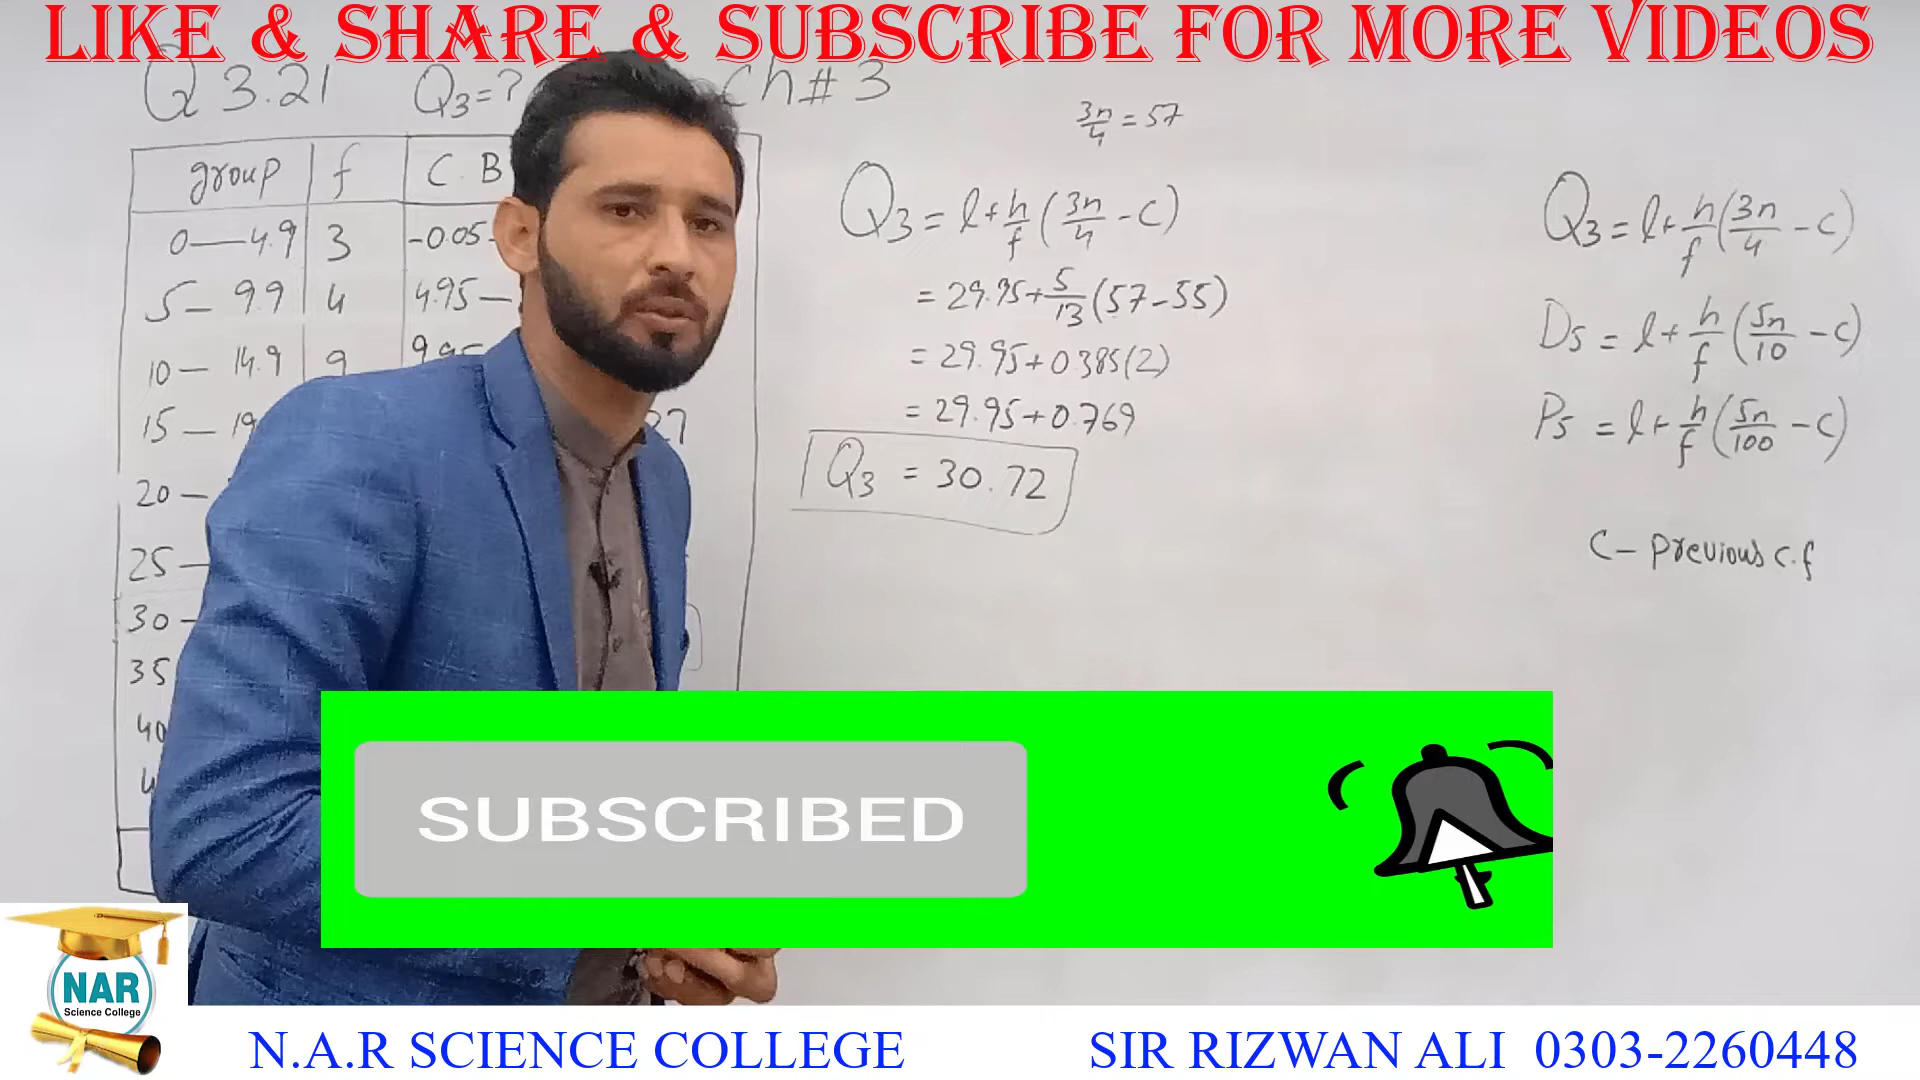 LIKE & SHARE & SUBSCRIBE FOR MORE VIDEOS
Q 3.21 Q3=? ch#3
group f C.B
0—4.9 3 -0.05-
5— 9.9 4 4.95—
10— 14.9 9 9.95
15—
20—
25—
30—
35
40
27
3n/4 = 57
Q3 = l+h/f(3n/4-c)
= 29.95+5/13(57-55)
= 29.95+0.385(2)
= 29.95+0.769
Q3 = 30.72
Q3 = l+h/f(3n/4-c)
D5 = l+h/f(5n/10-c)
P5 = l+h/f(5n/100-c)
C- previous c.f
SUBSCRIBED
NAR
Science College
N.A.R SCIENCE COLLEGE SIR RIZWAN ALI 0303-2260448